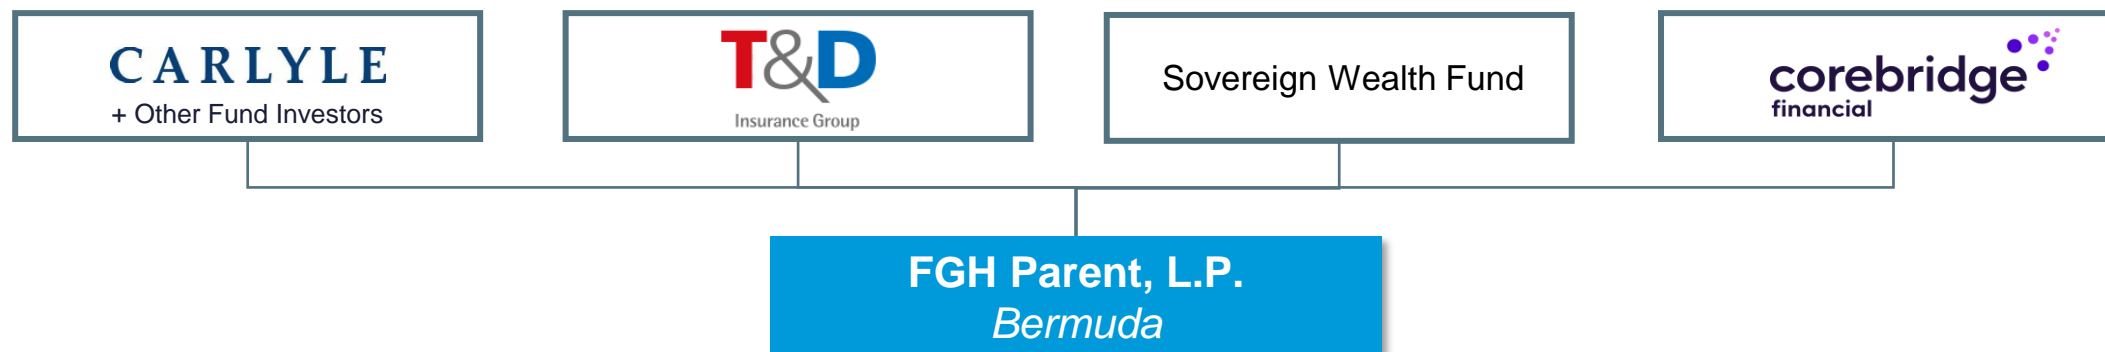 CARLYLE
+ Other Fund Investors
T&D
Insurance Group
Sovereign Wealth Fund
corebridge
financial
FGH Parent, L.P.
Bermuda